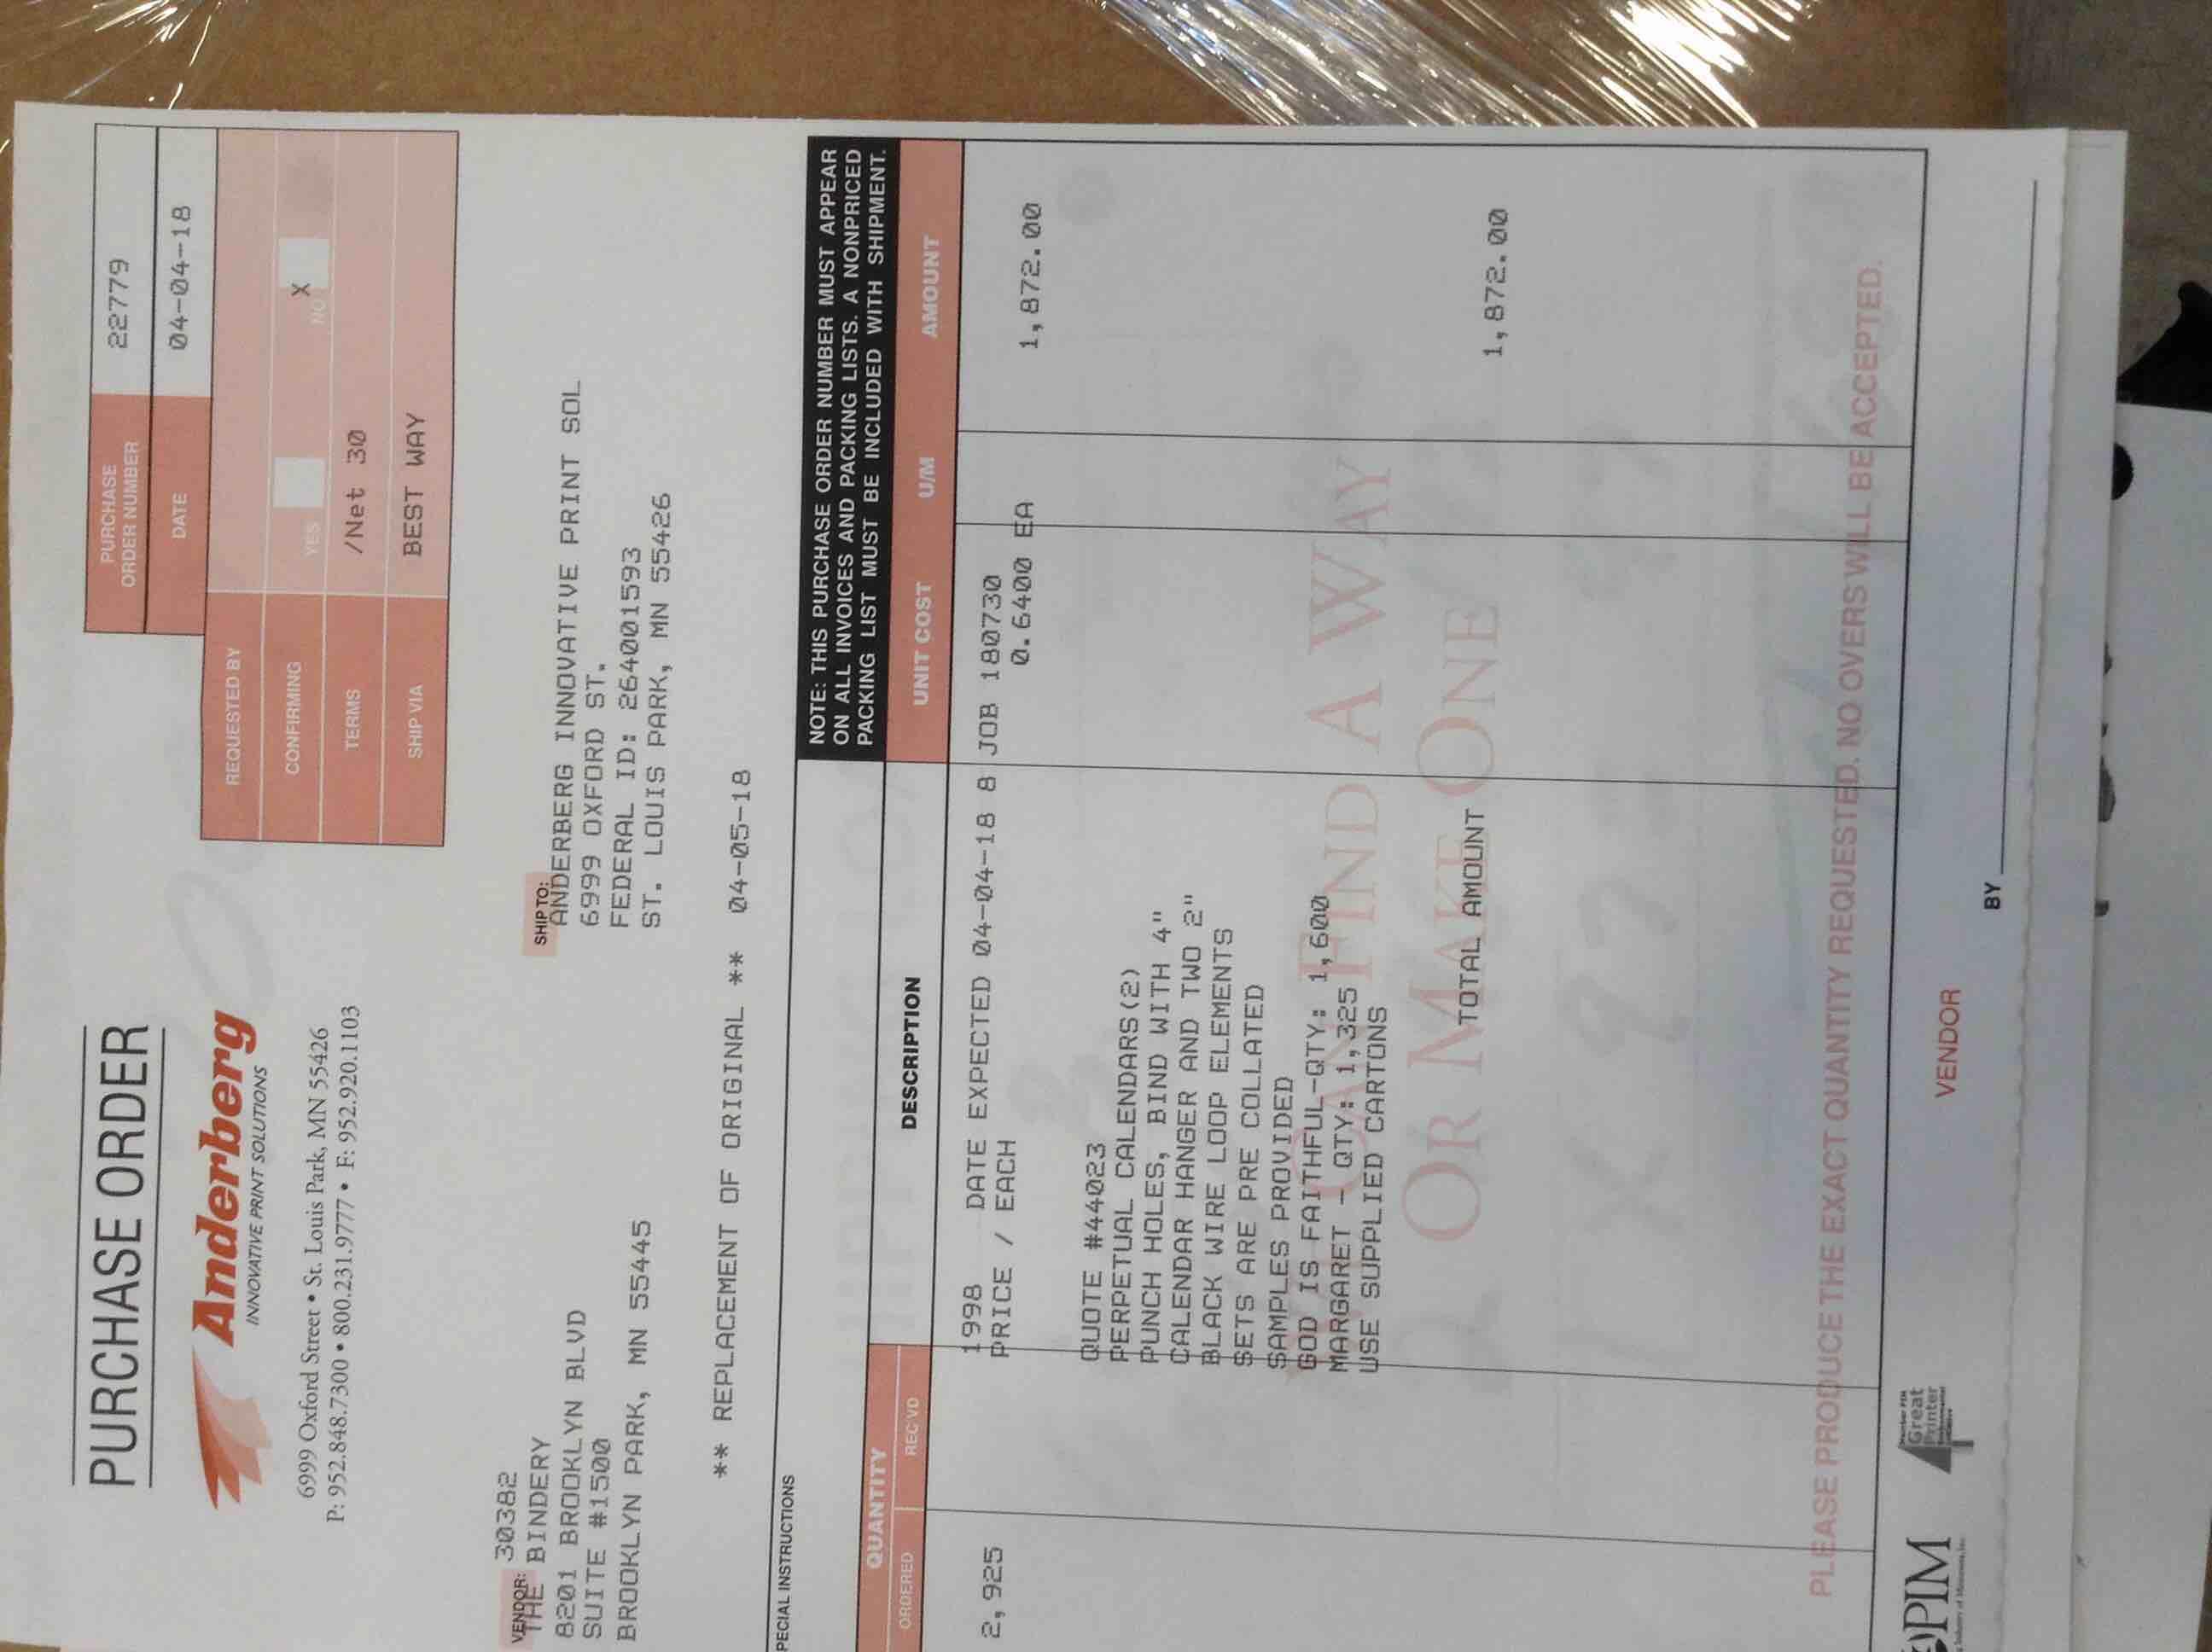 PURCHASE ORDER
Anderberg
INNOVATIVE PRINT SOLUTIONS
6999 Oxford Street • St. Louis Park, MN 55426
P: 952.848.7300 • 800.231.9777 • F: 952.920.1103
PURCHASE ORDER NUMBER 22779
DATE 04-04-18
REQUESTED BY
CONFIRMING YES NO X
TERMS /Net 30
SHIP VIA BEST WAY
VENDOR: 30382
THE BINDERY
8201 BROOKLYN BLVD
SUITE #1500
BROOKLYN PARK, MN 55445
SHIP TO:
ANDERBERG INNOVATIVE PRINT SOL
6999 OXFORD ST.
FEDERAL ID: 264001593
ST. LOUIS PARK, MN 55426
** REPLACEMENT OF ORIGINAL ** 04-05-18
PECIAL INSTRUCTIONS
NOTE: THIS PURCHASE ORDER NUMBER MUST APPEAR
ON ALL INVOICES AND PACKING LISTS. A NONPRICED
PACKING LIST MUST BE INCLUDED WITH SHIPMENT.
QUANTITY
ORDERED REC'VD DESCRIPTION UNIT COST U/M AMOUNT
1998 DATE EXPECTED 04-04-18 8 JOB 180730
2,925 PRICE / EACH 0.6400 EA 1,872.00
QUOTE #44023
PERPETUAL CALENDARS(2)
PUNCH HOLES, BIND WITH 4"
CALENDAR HANGER AND TWO 2"
BLACK WIRE LOOP ELEMENTS
SETS ARE PRE COLLATED
SAMPLES PROVIDED
GOD IS FAITHFUL-QTY: 1,600
MARGARET - QTY: 1,325
USE SUPPLIED CARTONS
FIND A WAY
OR MAKE ONE
TOTAL AMOUNT 1,872.00
PLEASE PRODUCE THE EXACT QUANTITY REQUESTED. NO OVERS WILL BE ACCEPTED.
VENDOR
PIM
Great
Printer
BY